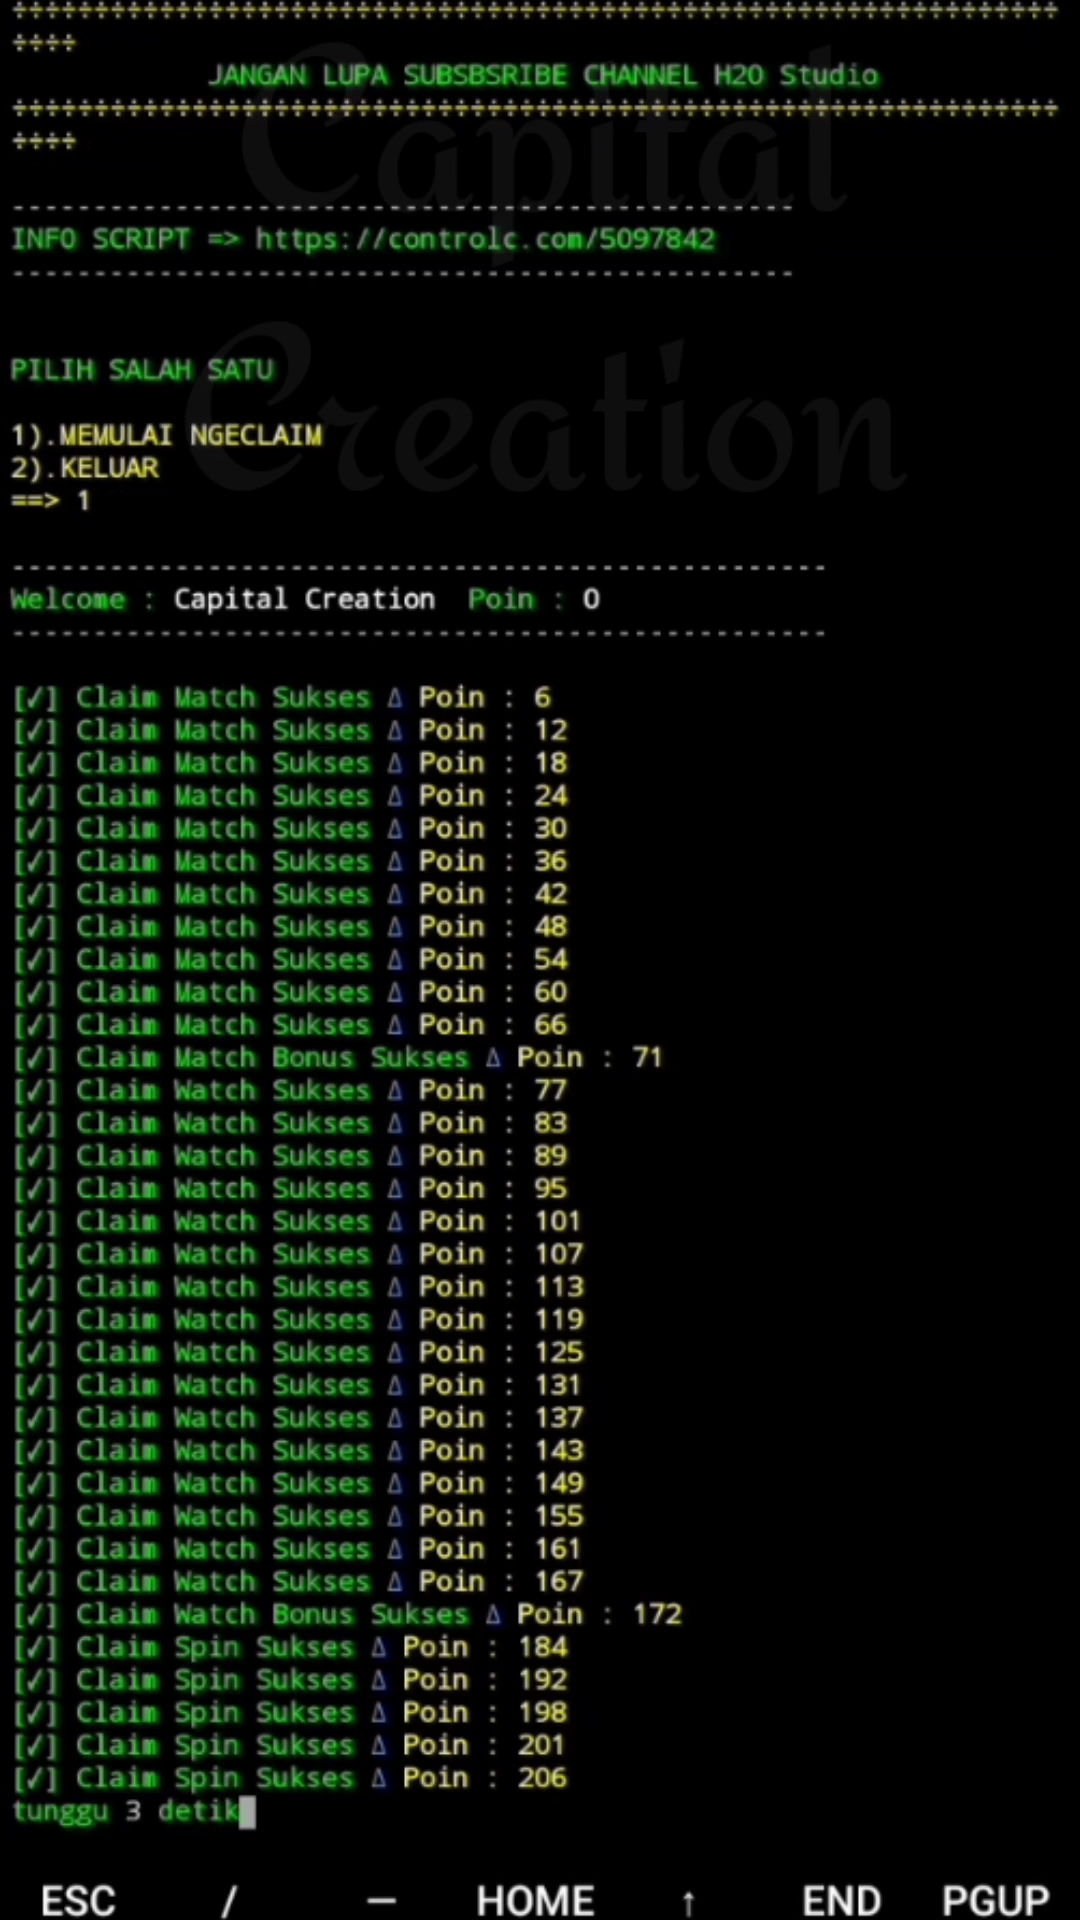 ÷÷÷÷÷÷÷÷÷÷÷÷÷÷÷÷÷÷÷÷÷÷÷÷÷÷÷÷÷÷÷÷÷÷÷÷÷÷÷÷÷÷÷÷÷÷÷÷÷÷÷÷÷÷÷÷÷÷÷÷÷÷÷÷
÷÷÷÷
JANGAN LUPA SUBSBSRIBE CHANNEL H2O Studio
÷÷÷÷÷÷÷÷÷÷÷÷÷÷÷÷÷÷÷÷÷÷÷÷÷÷÷÷÷÷÷÷÷÷÷÷÷÷÷÷÷÷÷÷÷÷÷÷÷÷÷÷÷÷÷÷÷÷÷÷÷÷÷÷
÷÷÷÷
Capital
------------------------------------------------
INFO SCRIPT => https://controlc.com/5097842
------------------------------------------------
PILIH SALAH SATU
Creation
1).MEMULAI NGECLAIM
2).KELUAR
==> 1
--------------------------------------------------
Welcome : Capital Creation  Poin : 0
--------------------------------------------------
[✓] Claim Match Sukses Δ Poin : 6
[✓] Claim Match Sukses Δ Poin : 12
[✓] Claim Match Sukses Δ Poin : 18
[✓] Claim Match Sukses Δ Poin : 24
[✓] Claim Match Sukses Δ Poin : 30
[✓] Claim Match Sukses Δ Poin : 36
[✓] Claim Match Sukses Δ Poin : 42
[✓] Claim Match Sukses Δ Poin : 48
[✓] Claim Match Sukses Δ Poin : 54
[✓] Claim Match Sukses Δ Poin : 60
[✓] Claim Match Sukses Δ Poin : 66
[✓] Claim Match Bonus Sukses Δ Poin : 71
[✓] Claim Watch Sukses Δ Poin : 77
[✓] Claim Watch Sukses Δ Poin : 83
[✓] Claim Watch Sukses Δ Poin : 89
[✓] Claim Watch Sukses Δ Poin : 95
[✓] Claim Watch Sukses Δ Poin : 101
[✓] Claim Watch Sukses Δ Poin : 107
[✓] Claim Watch Sukses Δ Poin : 113
[✓] Claim Watch Sukses Δ Poin : 119
[✓] Claim Watch Sukses Δ Poin : 125
[✓] Claim Watch Sukses Δ Poin : 131
[✓] Claim Watch Sukses Δ Poin : 137
[✓] Claim Watch Sukses Δ Poin : 143
[✓] Claim Watch Sukses Δ Poin : 149
[✓] Claim Watch Sukses Δ Poin : 155
[✓] Claim Watch Sukses Δ Poin : 161
[✓] Claim Watch Sukses Δ Poin : 167
[✓] Claim Watch Bonus Sukses Δ Poin : 172
[✓] Claim Spin Sukses Δ Poin : 184
[✓] Claim Spin Sukses Δ Poin : 192
[✓] Claim Spin Sukses Δ Poin : 198
[✓] Claim Spin Sukses Δ Poin : 201
[✓] Claim Spin Sukses Δ Poin : 206
tunggu 3 detik
ESC / — HOME ↑ END PGUP